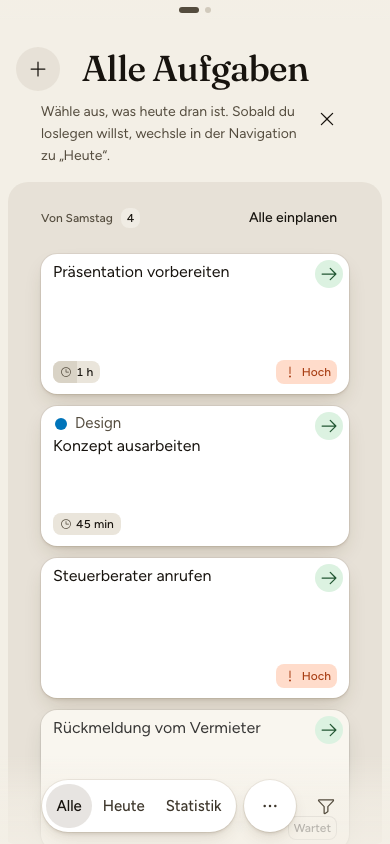 Alle Aufgaben
Wähle aus, was heute dran ist. Sobald du
loslegen willst, wechsle in der Navigation
zu „Heute“.
Von Samstag 4
Alle einplanen
Präsentation vorbereiten
1 h
! Hoch
Design
Konzept ausarbeiten
45 min
Steuerberater anrufen
! Hoch
Rückmeldung vom Vermieter
Alle
Heute
Statistik
Wartet